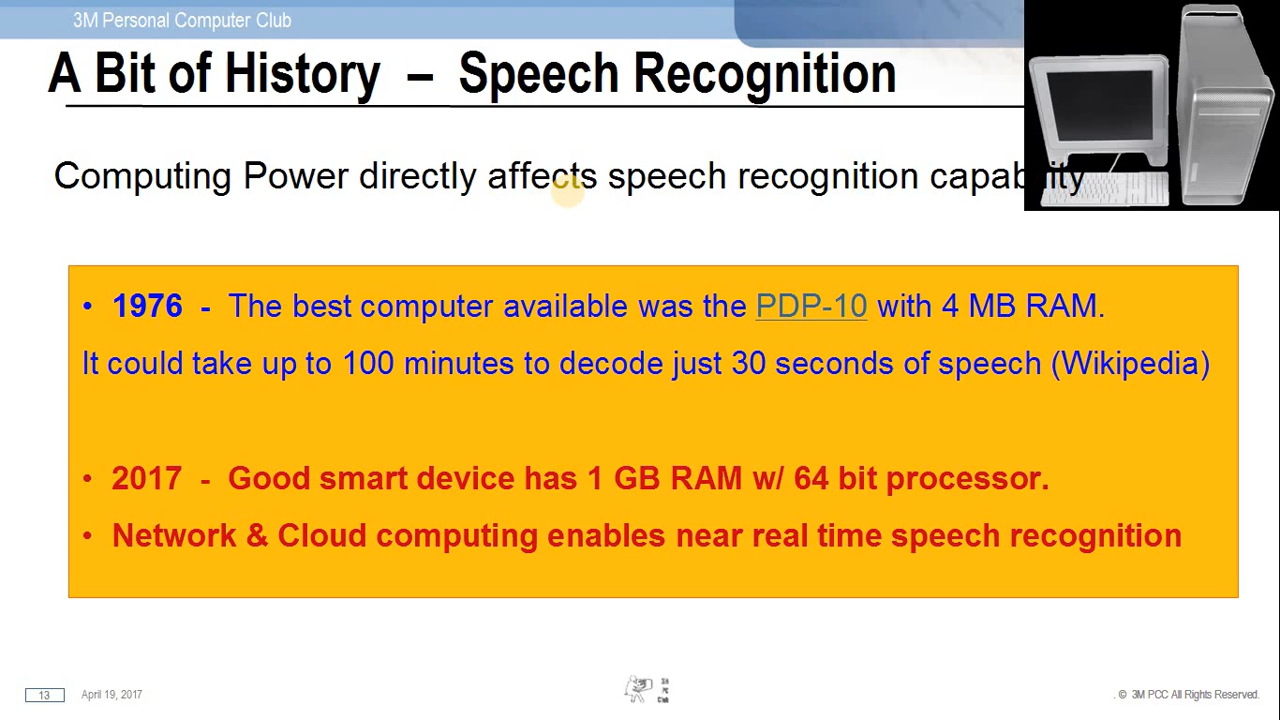 3M Personal Computer Club
A Bit of History – Speech Recognition
Computing Power directly affects speech recognition capability
• 1976 - The best computer available was the PDP-10 with 4 MB RAM.
It could take up to 100 minutes to decode just 30 seconds of speech (Wikipedia)
• 2017 - Good smart device has 1 GB RAM w/ 64 bit processor.
• Network & Cloud computing enables near real time speech recognition
13
April 19, 2017
. © 3M PCC All Rights Reserved.